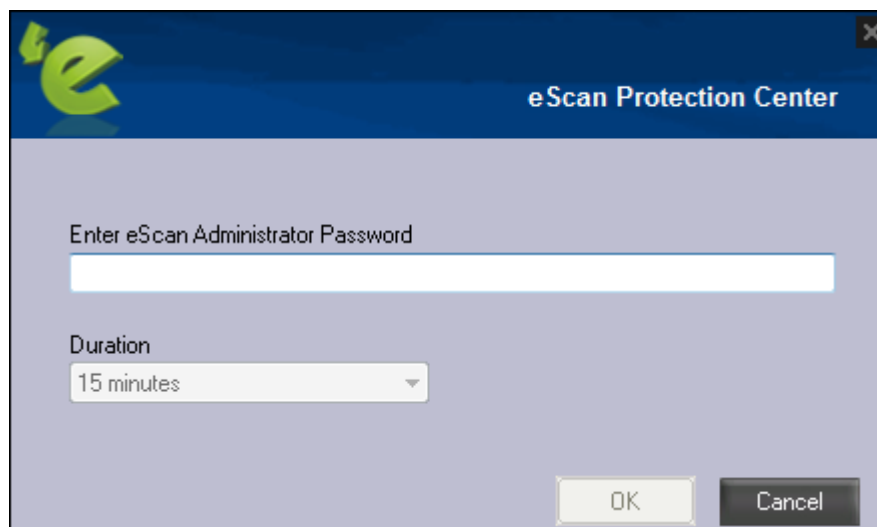 eScan Protection Center
Enter eScan Administrator Password
Duration
15 minutes
OK
Cancel